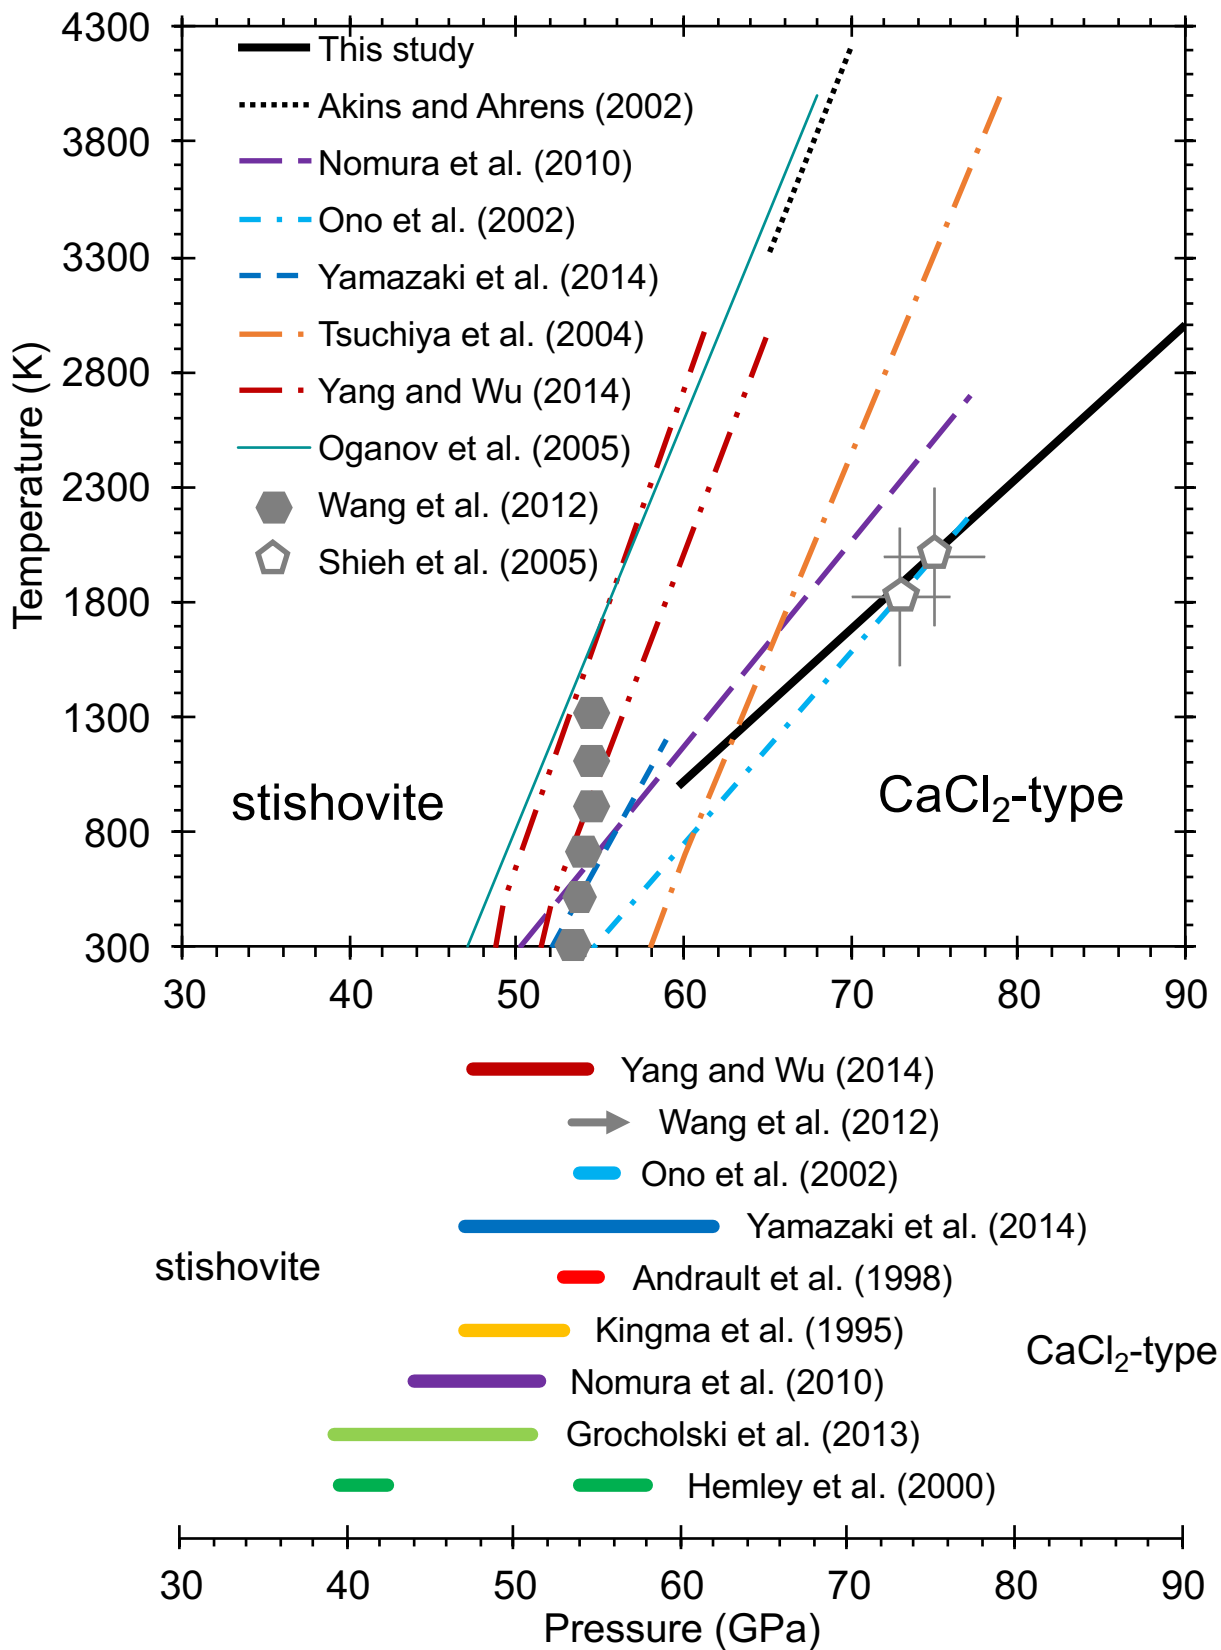 4300
3800
3300
2800
2300
1800
1300
800
300
Temperature (K)
This study
Akins and Ahrens (2002)
Nomura et al. (2010)
Ono et al. (2002)
Yamazaki et al. (2014)
Tsuchiya et al. (2004)
Yang and Wu (2014)
Oganov et al. (2005)
Wang et al. (2012)
Shieh et al. (2005)
stishovite
CaCl₂-type
30 40 50 60 70 80 90
Yang and Wu (2014)
Wang et al. (2012)
Ono et al. (2002)
Yamazaki et al. (2014)
stishovite
Andrault et al. (1998)
Kingma et al. (1995)
CaCl₂-type
Nomura et al. (2010)
Grocholski et al. (2013)
Hemley et al. (2000)
30 40 50 60 70 80 90
Pressure (GPa)